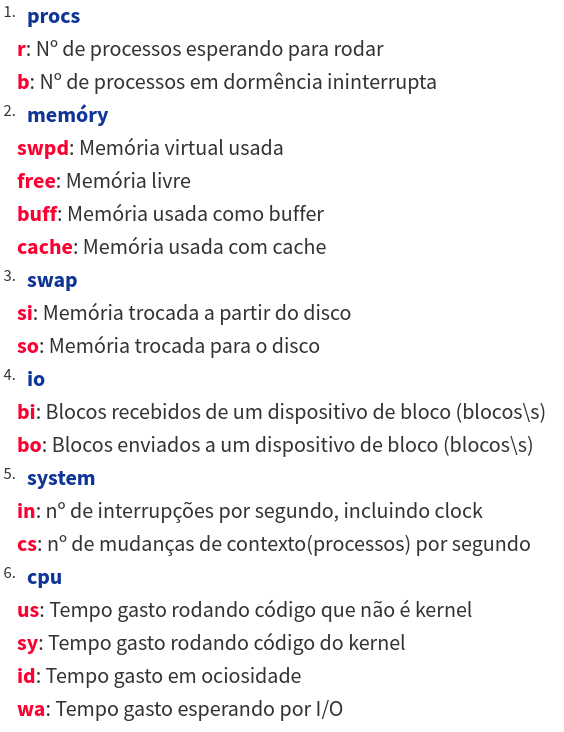 1. procs
r: Nº de processos esperando para rodar
b: Nº de processos em dormência ininterrupta
2. memóry
swpd: Memória virtual usada
free: Memória livre
buff: Memória usada como buffer
cache: Memória usada com cache
3. swap
si: Memória trocada a partir do disco
so: Memória trocada para o disco
4. io
bi: Blocos recebidos de um dispositivo de bloco (blocos\s)
bo: Blocos enviados a um dispositivo de bloco (blocos\s)
5. system
in: nº de interrupções por segundo, incluindo clock
cs: nº de mudanças de contexto(processos) por segundo
6. cpu
us: Tempo gasto rodando código que não é kernel
sy: Tempo gasto rodando código do kernel
id: Tempo gasto em ociosidade
wa: Tempo gasto esperando por I/O